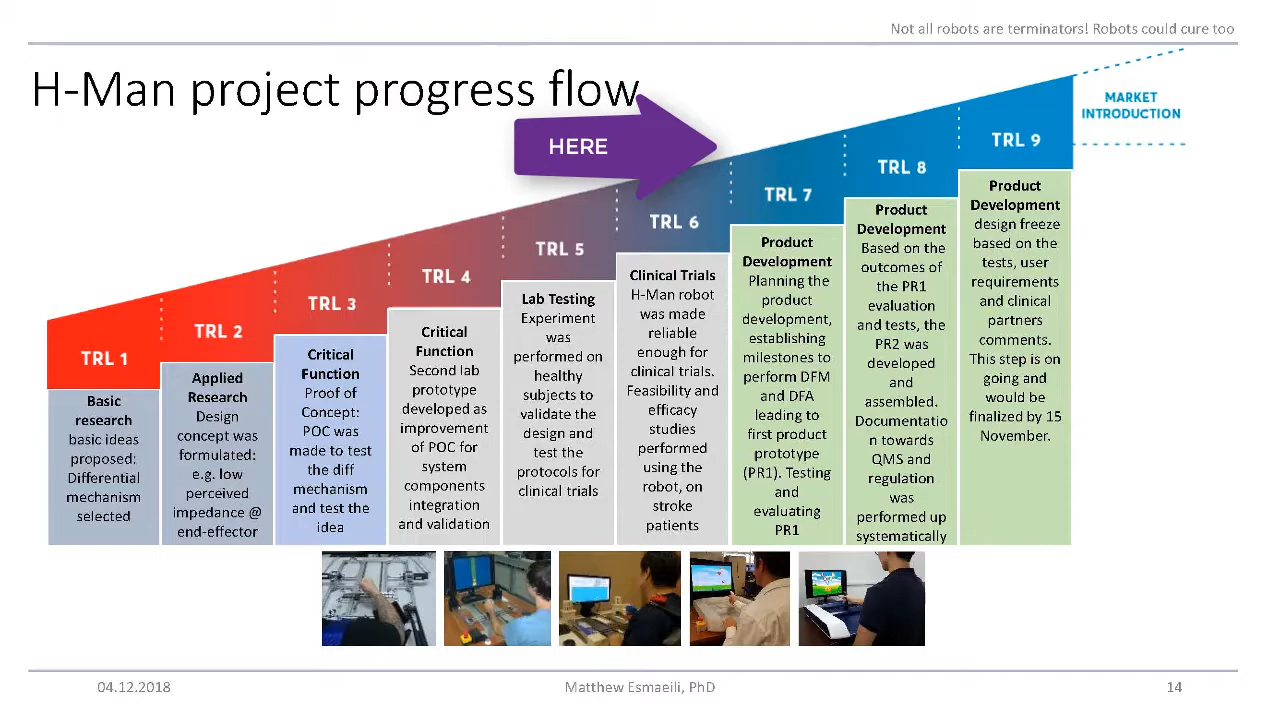 Not all robots are terminators! Robots could cure too
H-Man project progress flow
HERE
MARKET
INTRODUCTION
TRL 1
Basic
research
basic ideas
proposed:
Differential
mechanism
selected
TRL 2
Applied
Research
Design
concept was
formulated:
e.g. low
perceived
impedance @
end-effector
TRL 3
Critical
Function
Proof of
Concept:
POC was
made to test
the diff
mechanism
and test the
idea
TRL 4
Critical
Function
Second lab
prototype
developed as
improvement
of POC for
system
components
integration
and validation
TRL 5
Lab Testing
Experiment
was
performed on
healthy
subjects to
validate the
design and
test the
protocols for
clinical trials
TRL 6
Clinical Trials
H-Man robot
was made
reliable
enough for
clinical trials.
Feasibility and
efficacy
studies
performed
using the
robot, on
stroke
patients
TRL 7
Product
Development
Planning the
product
development,
establishing
milestones to
perform DFM
and DFA
leading to
first product
prototype
(PR1). Testing
and
evaluating
PR1
TRL 8
Product
Development
Based on the
outcomes of
the PR1
evaluation
and tests, the
PR2 was
developed
and
assembled.
Documentatio
n towards
QMS and
regulation
was
performed up
systematically
TRL 9
Product
Development
design freeze
based on the
tests, user
requirements
and clinical
partners
comments.
This step is on
going and
would be
finalized by 15
November.
04.12.2018
Matthew Esmaeili, PhD
14